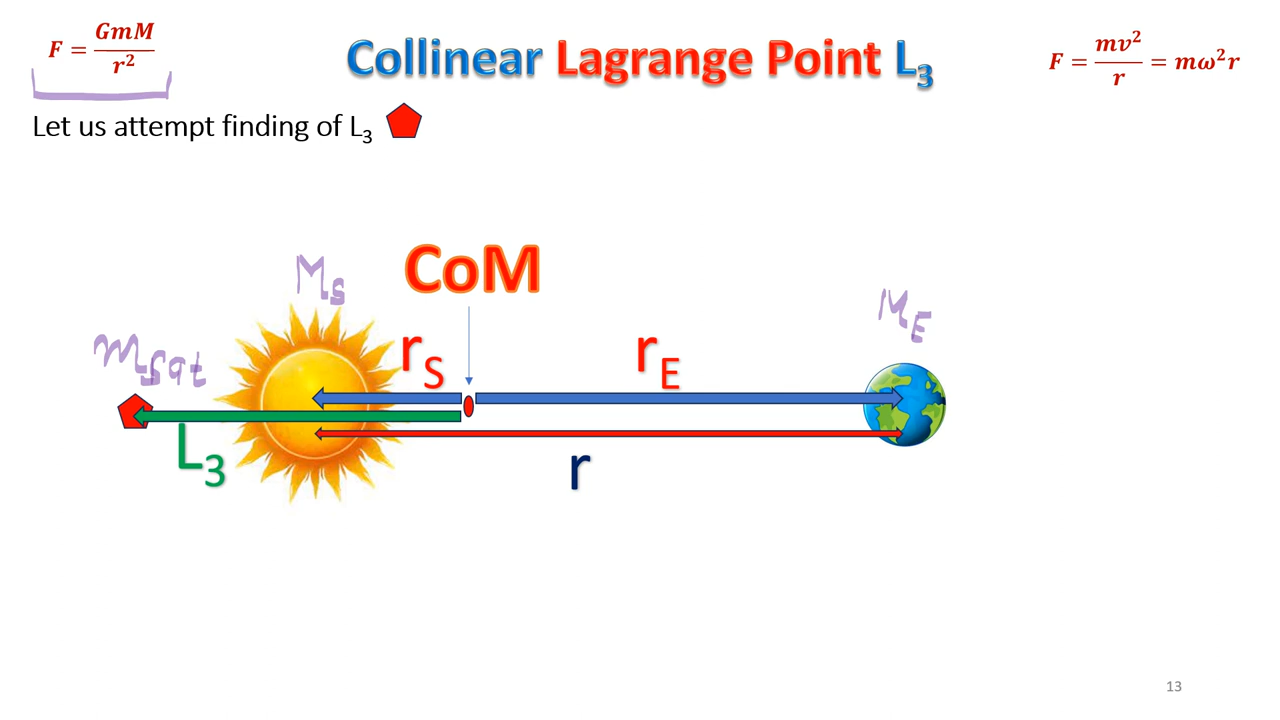 F = GmM / r²
Collinear Lagrange Point L₃
F = mv² / r = mω²r
Let us attempt finding of L₃
CoM
M_S
M_E
m_sat
r_S
r_E
L₃
r
13